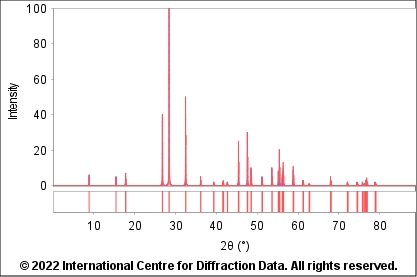 100
80
60
40
20
0
Intensity
10 20 30 40 50 60 70 80
2θ (°)
© 2022 International Centre for Diffraction Data. All rights reserved.